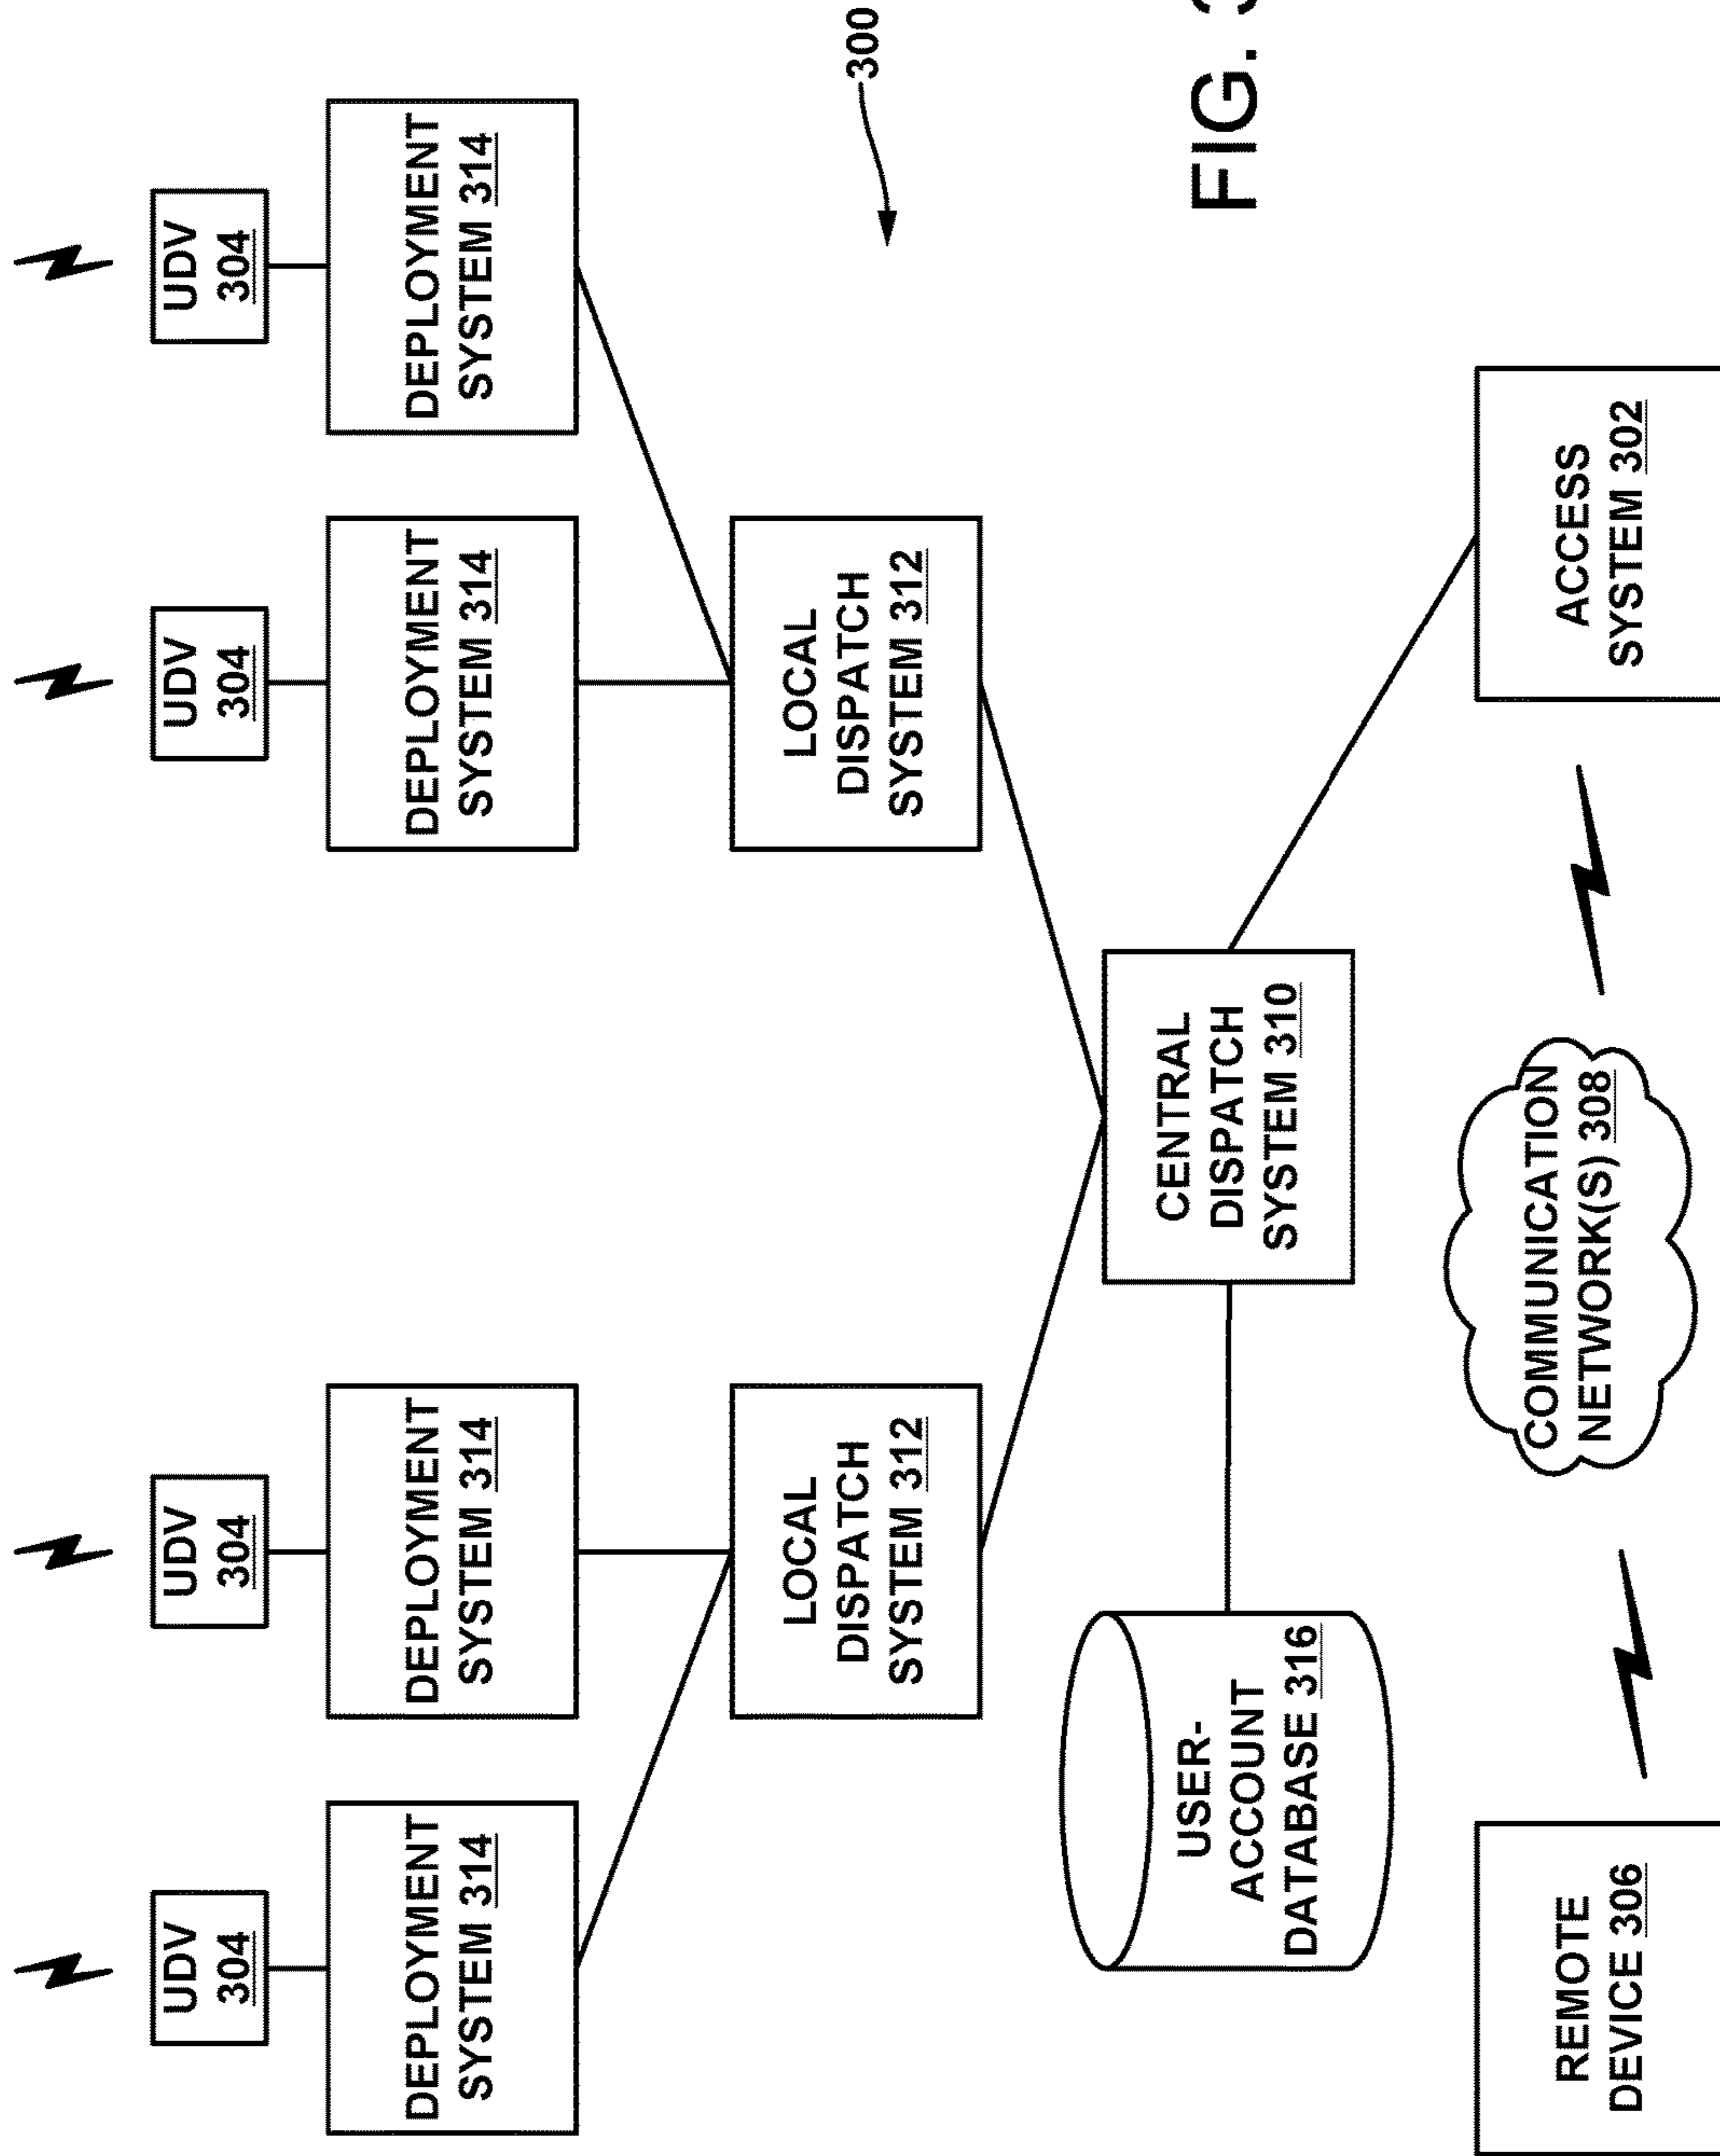 UDV
304
UDV
304
UDV
304
UDV
304
DEPLOYMENT
SYSTEM 314
DEPLOYMENT
SYSTEM 314
DEPLOYMENT
SYSTEM 314
DEPLOYMENT
SYSTEM 314
LOCAL
DISPATCH
SYSTEM 312
LOCAL
DISPATCH
SYSTEM 312
300
USER-
ACCOUNT
DATABASE 316
CENTRAL
DISPATCH
SYSTEM 310
FIG. 3
REMOTE
DEVICE 306
COMMUNICATION
NETWORK(S) 308
ACCESS
SYSTEM 302